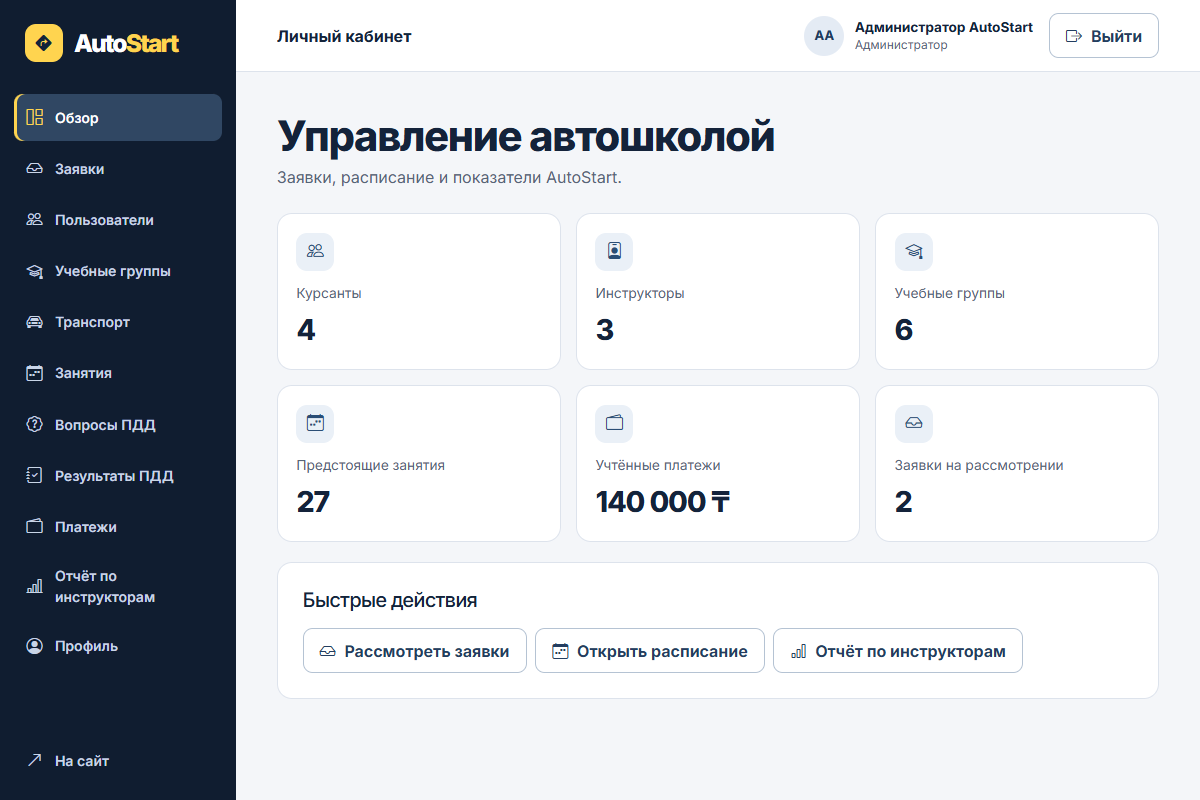 AutoStart
Обзор
Заявки
Пользователи
Учебные группы
Транспорт
Занятия
Вопросы ПДД
Результаты ПДД
Платежи
Отчёт по
инструкторам
Профиль
На сайт
Личный кабинет
АА
Администратор AutoStart
Администратор
Выйти
Управление автошколой
Заявки, расписание и показатели AutoStart.
Курсанты
4
Инструкторы
3
Учебные группы
6
Предстоящие занятия
27
Учтённые платежи
140 000 ₸
Заявки на рассмотрении
2
Быстрые действия
Рассмотреть заявки
Открыть расписание
Отчёт по инструкторам